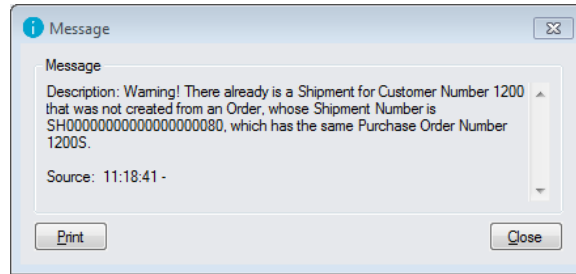 Message
Message
Description: Warning! There already is a Shipment for Customer Number 1200
that was not created from an Order, whose Shipment Number is
SH00000000000000000080, which has the same Purchase Order Number
1200S.
Source: 11:18:41 -
Print
Close